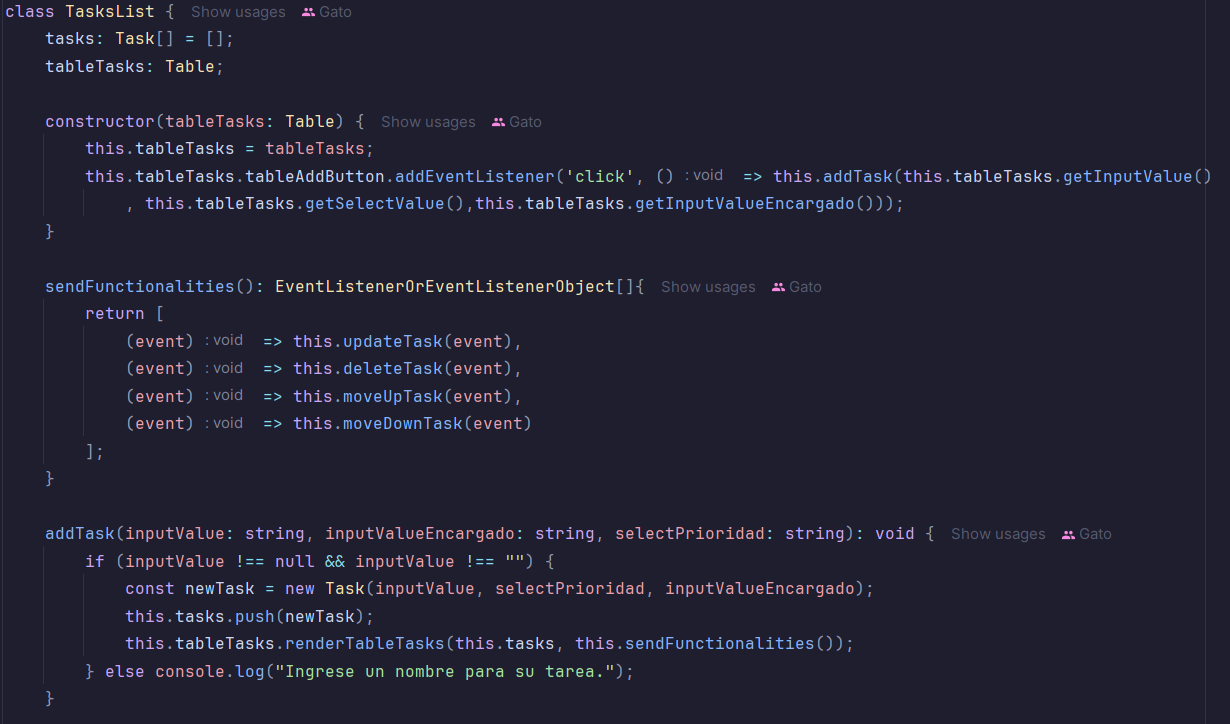 class TasksList {  Show usages  Gato
    tasks: Task[] = [];
    tableTasks: Table;

    constructor(tableTasks: Table) {  Show usages  Gato
        this.tableTasks = tableTasks;
        this.tableTasks.tableAddButton.addEventListener('click', () : void  => this.addTask(this.tableTasks.getInputValue()
            , this.tableTasks.getSelectValue(),this.tableTasks.getInputValueEncargado()));
    }

    sendFunctionalities(): EventListenerOrEventListenerObject[]{  Show usages  Gato
        return [
            (event) : void  => this.updateTask(event),
            (event) : void  => this.deleteTask(event),
            (event) : void  => this.moveUpTask(event),
            (event) : void  => this.moveDownTask(event)
        ];
    }

    addTask(inputValue: string, inputValueEncargado: string, selectPrioridad: string): void {  Show usages  Gato
        if (inputValue !== null && inputValue !== "") {
            const newTask = new Task(inputValue, selectPrioridad, inputValueEncargado);
            this.tasks.push(newTask);
            this.tableTasks.renderTableTasks(this.tasks, this.sendFunctionalities());
        } else console.log("Ingrese un nombre para su tarea.");
    }